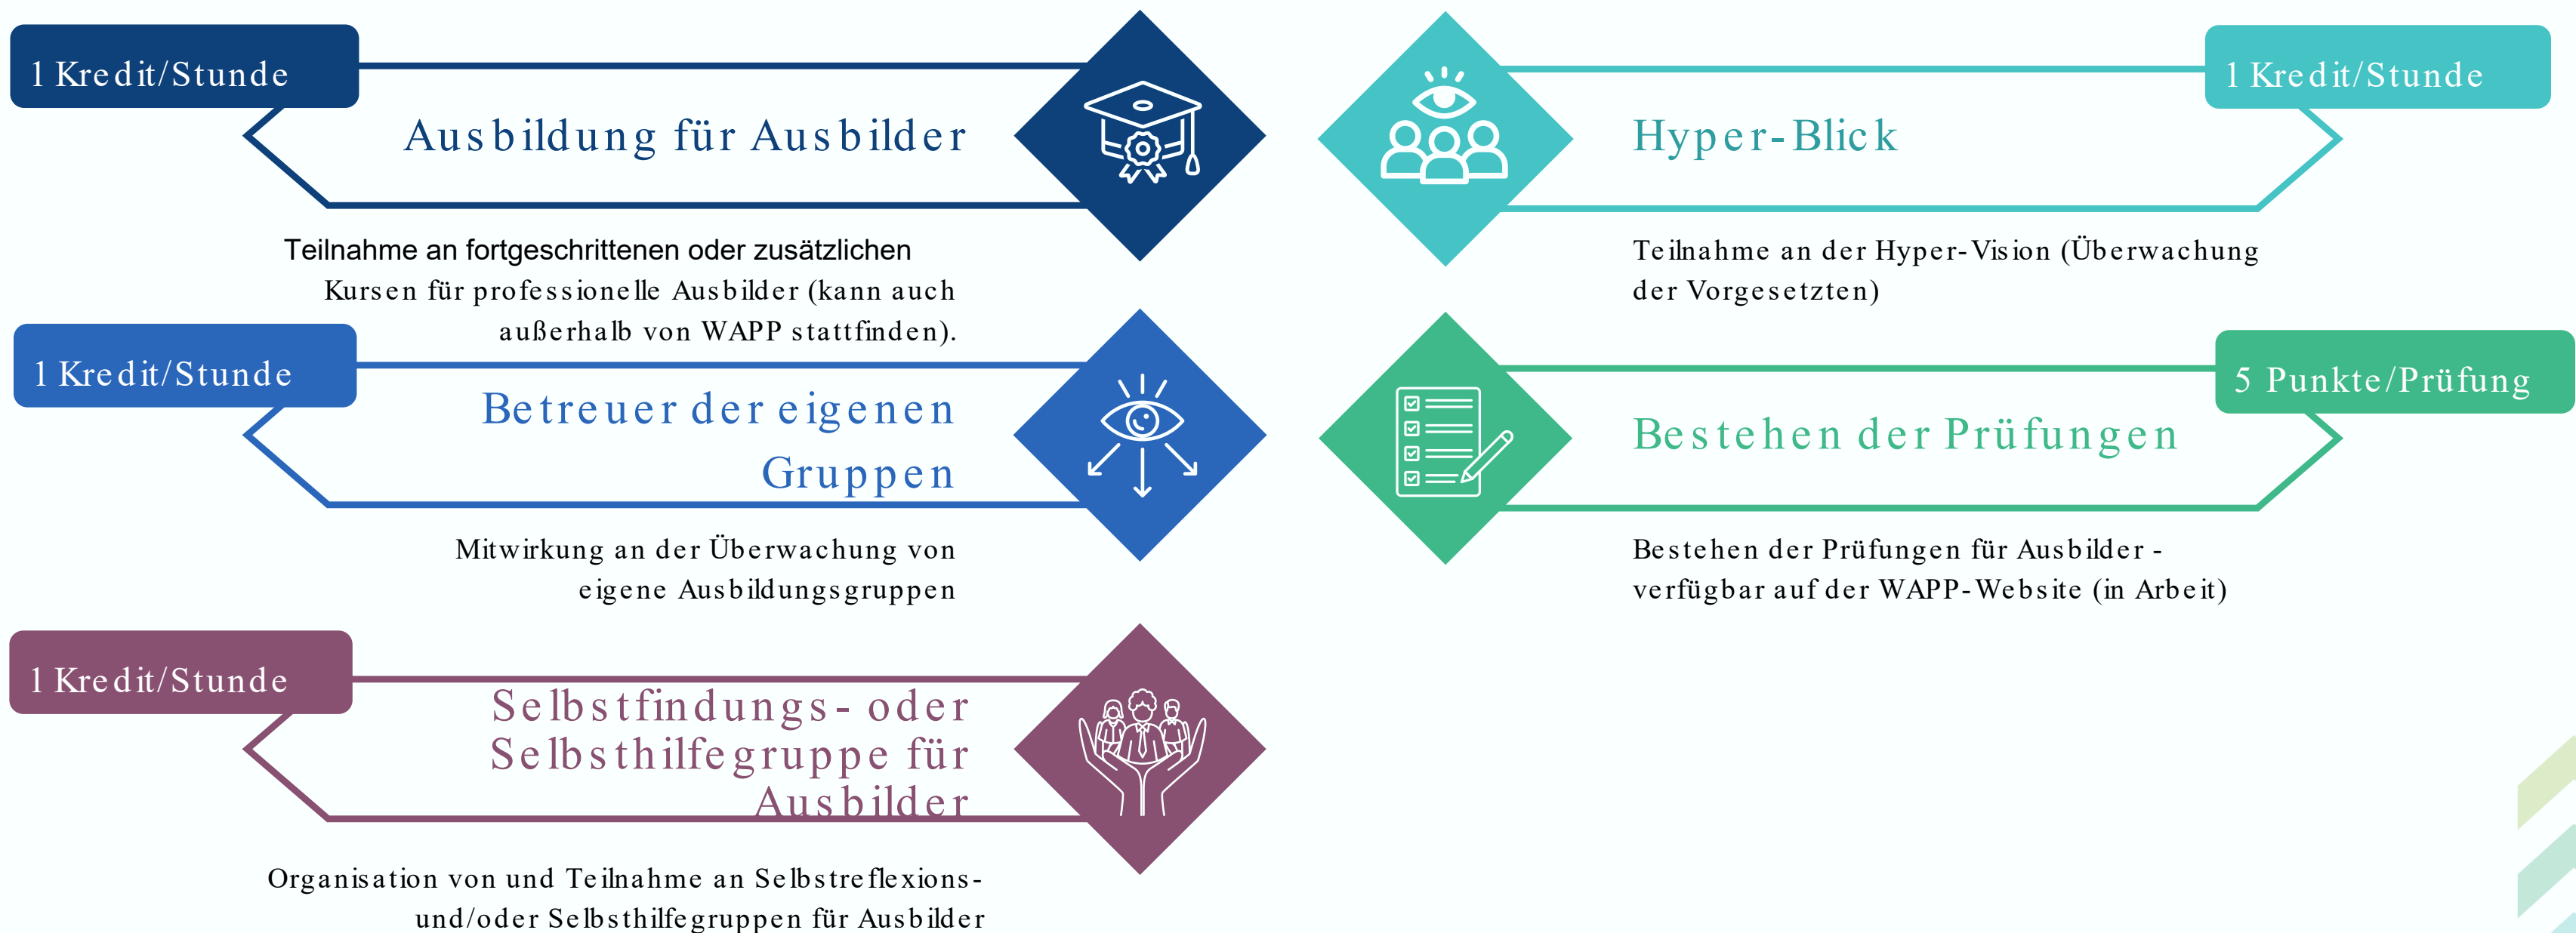 1 Kredit/Stunde
Ausbildung für Ausbilder
Teilnahme an fortgeschrittenen oder zusätzlichen
Kursen für professionelle Ausbilder (kann auch
außerhalb von WAPP stattfinden).
1 Kredit/Stunde
Betreuer der eigenen
Gruppen
Mitwirkung an der Überwachung von
eigene Ausbildungsgruppen
1 Kredit/Stunde
Selbstfindungs- oder
Selbsthilfegruppe für
Ausbilder
Organisation von und Teilnahme an Selbstreflexions-
und/oder Selbsthilfegruppen für Ausbilder
1 Kredit/Stunde
Hyper-Blick
Teilnahme an der Hyper-Vision (Überwachung
der Vorgesetzten)
5 Punkte/Prüfung
Bestehen der Prüfungen
Bestehen der Prüfungen für Ausbilder -
verfügbar auf der WAPP-Website (in Arbeit)